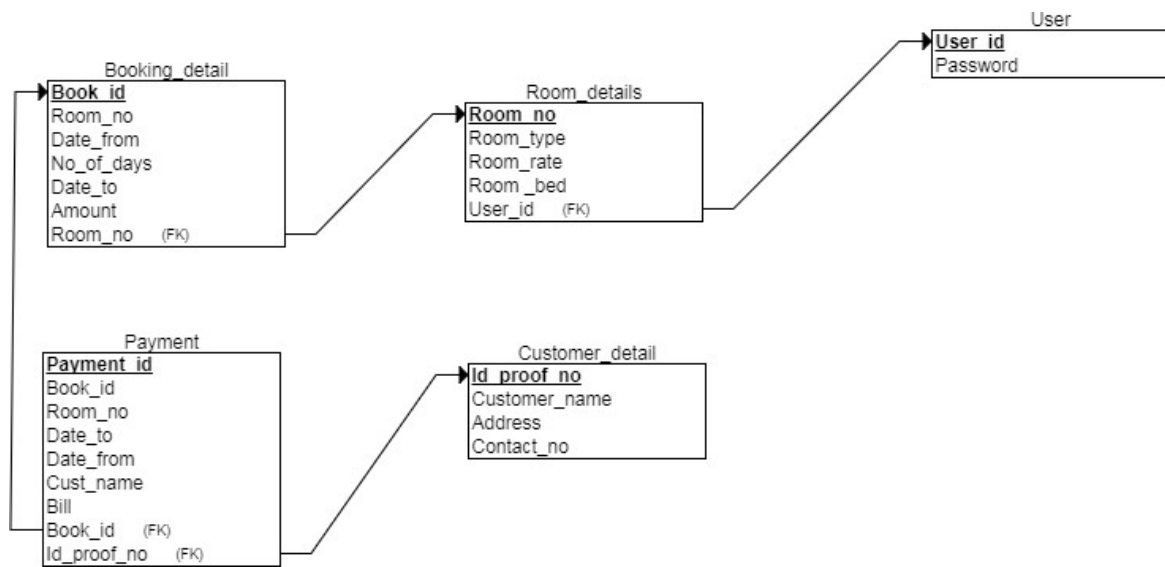 User
User_id
Password
Booking_detail
Book_id
Room_no
Date_from
No_of_days
Date_to
Amount
Room_no (FK)
Room_details
Room_no
Room_type
Room_rate
Room _bed
User_id (FK)
Payment
Payment_id
Book_id
Room_no
Date_to
Date_from
Cust_name
Bill
Book_id (FK)
Id_proof_no (FK)
Customer_detail
Id_proof_no
Customer_name
Address
Contact_no